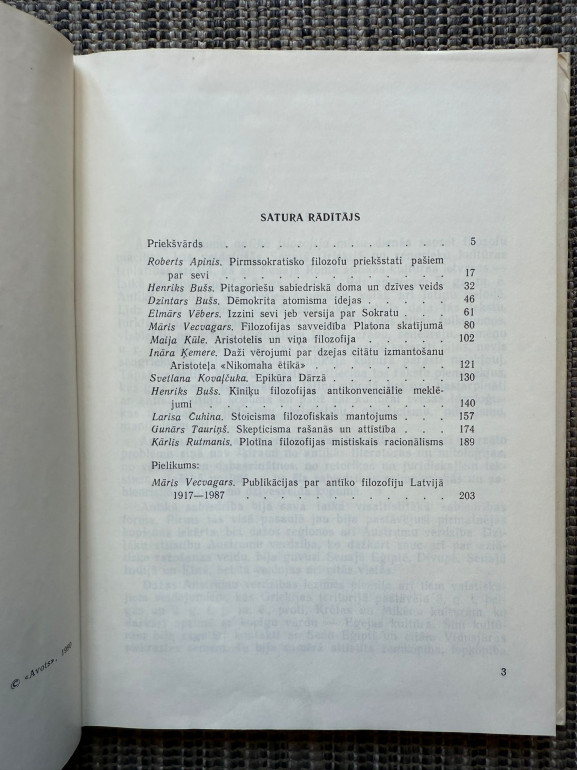 SATURA RĀDĪTĀJS
Priekšvārds . . . . . . . . . . . . . . 5
Roberts Apinis. Pirmssokratisko filozofu priekšstati pašiem
par sevi . . . . . . . . . . . . . 17
Henriks Bušs. Pitagoriešu sabiedriskā doma un dzīves veids 32
Dzintars Bušs. Dēmokrita atomisma idejas . . . . . 46
Elmārs Vēbers. Izzini sevi jeb versija par Sokratu . . . 61
Māris Vecvagars. Filozofijas savveidība Platona skatījumā 80
Maija Kūle. Aristotelis un viņa filozofija . . . . . . 102
Ināra Ķemere. Daži vērojumi par dzejas citātu izmantošanu
Aristoteļa «Nikomaha ētikā» . . . . . . . . 121
Svetlana Kovaļčuka. Epikūra Dārzā . . . . . . . 130
Henriks Bušs. Kīniķu filozofijas antikonvenciālie meklē-
jumi . . . . . . . . . . . . . . 140
Larisa Čuhina. Stoicisma filozofiskais mantojums . . . 157
Gunārs Tauriņš. Skepticisma rašanās un attīstība . . . 174
Kārlis Rutmanis. Plotīna filozofijas mistiskais racionālisms 189
Pielikums:
Māris Vecvagars. Publikācijas par antīko filozofiju Latvijā
1917—1987 . . . . . . . . . . . . 203
© «Avots»,
3